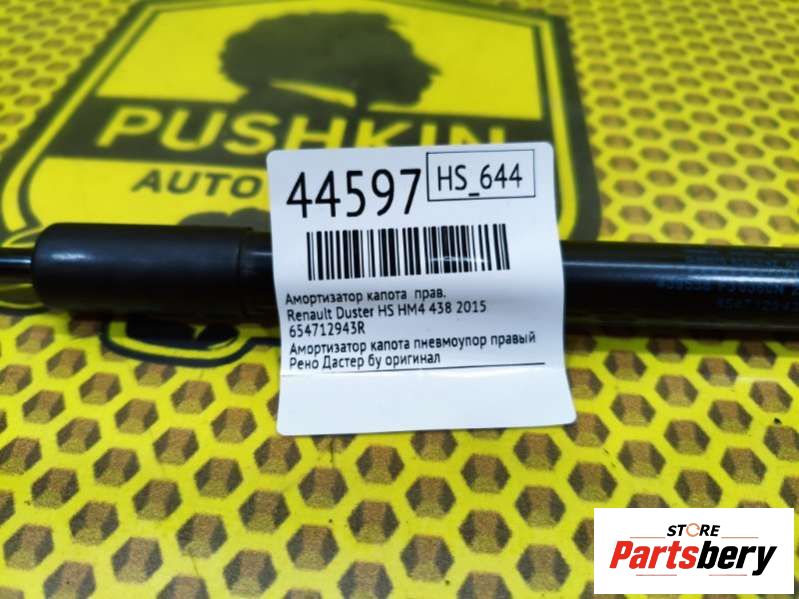 PUSHKIN
AUTO
44597
HS_644
Амортизатор капота прав.
Renault Duster HS HM4 438 2015
654712943R
Амортизатор капота пневмоупор правый
Рено Дастер бу оригинал
STORE
Partsbery